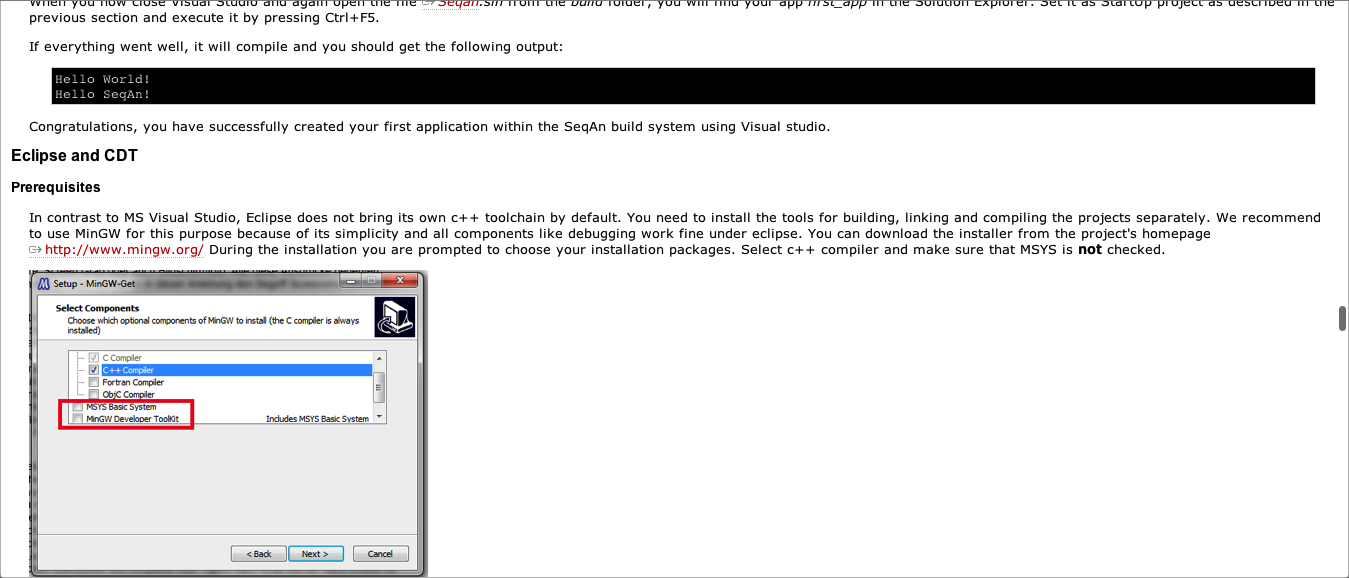 When you now close Visual Studio and again open the file Seqan.sln from the build folder, you will find your app first_app in the Solution Explorer. Set it as StartUp project as described in the
previous section and execute it by pressing Ctrl+F5.
If everything went well, it will compile and you should get the following output:
Hello World!
Hello SeqAn!
Congratulations, you have successfully created your first application within the SeqAn build system using Visual studio.
Eclipse and CDT
Prerequisites
In contrast to MS Visual Studio, Eclipse does not bring its own c++ toolchain by default. You need to install the tools for building, linking and compiling the projects separately. We recommend
to use MinGW for this purpose because of its simplicity and all components like debugging work fine under eclipse. You can download the installer from the project's homepage
http://www.mingw.org/ During the installation you are prompted to choose your installation packages. Select c++ compiler and make sure that MSYS is not checked.
Setup - MinGW-Get
Select Components
Choose which optional components of MinGW to install (the C compiler is always
installed)
C Compiler
C++ Compiler
Fortran Compiler
ObjC Compiler
MSYS Basic System
MinGW Developer ToolKit Includes MSYS Basic System
< Back Next > Cancel